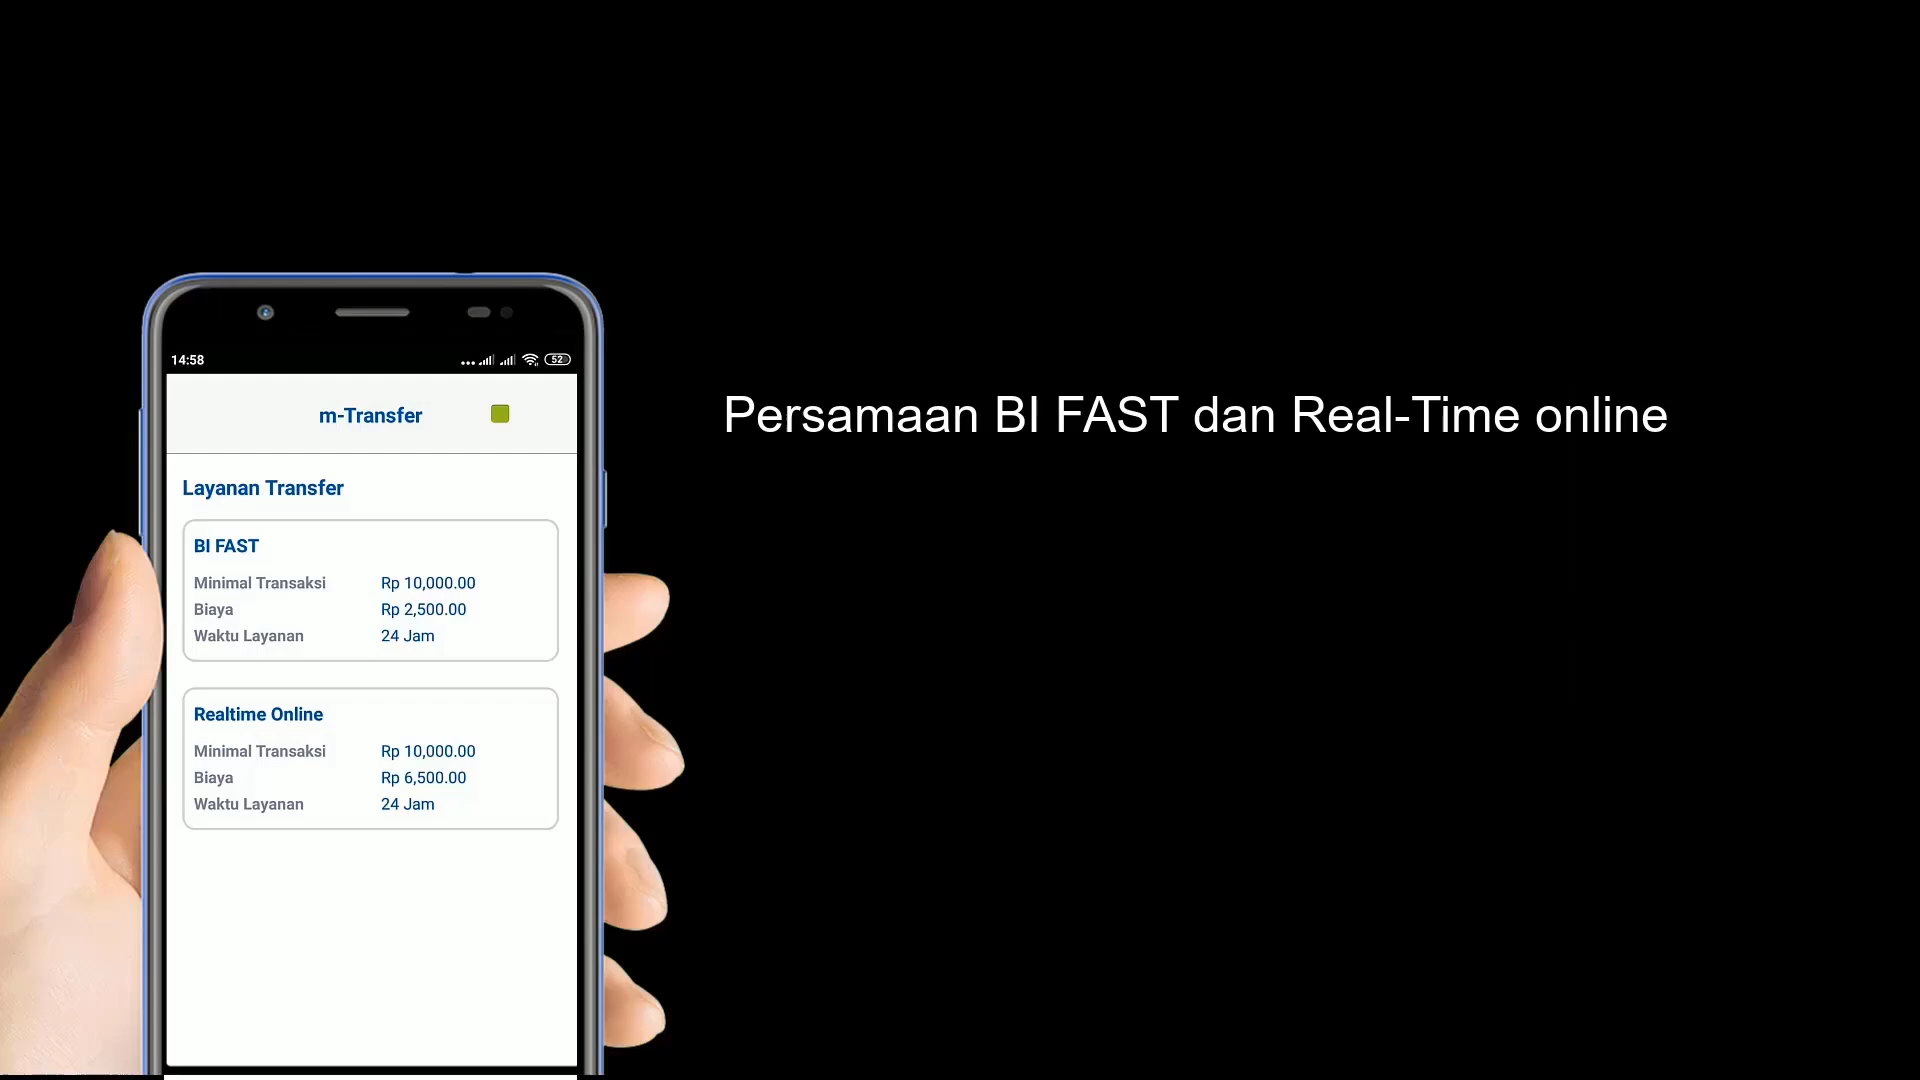 14:58
52
m-Transfer
Persamaan BI FAST dan Real-Time online
Layanan Transfer
BI FAST
Minimal Transaksi Rp 10,000.00
Biaya Rp 2,500.00
Waktu Layanan 24 Jam
Realtime Online
Minimal Transaksi Rp 10,000.00
Biaya Rp 6,500.00
Waktu Layanan 24 Jam